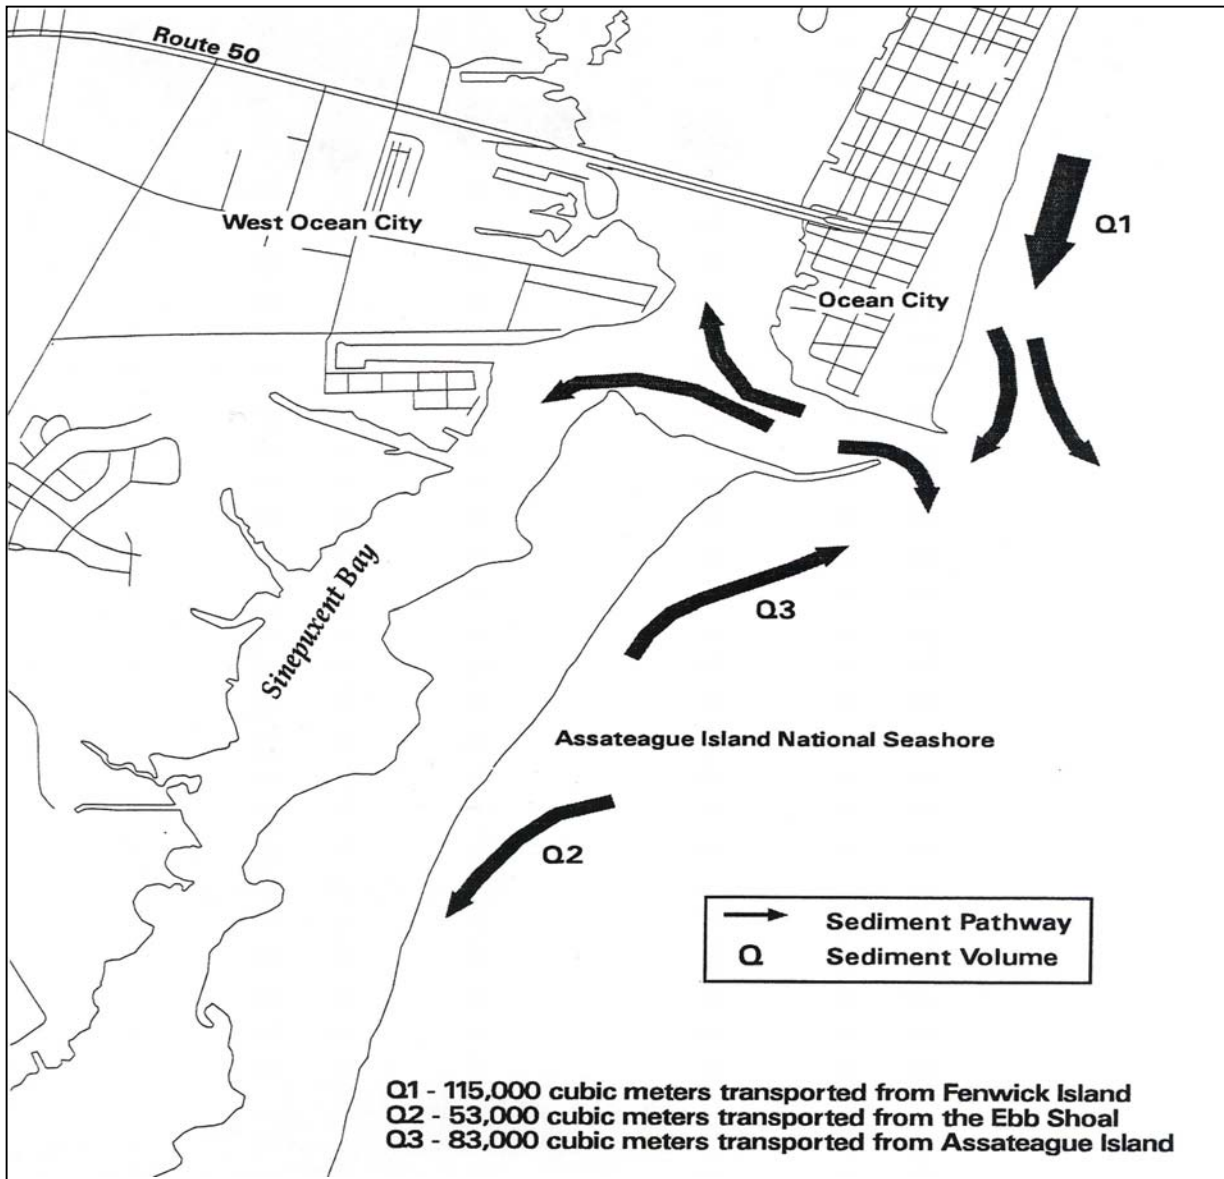 Route 50
West Ocean City
Q1
Ocean City
Sinepuxent Bay
Q3
Assateague Island National Seashore
Q2
Sediment Pathway
Q Sediment Volume
Q1 - 115,000 cubic meters transported from Fenwick Island
Q2 - 53,000 cubic meters transported from the Ebb Shoal
Q3 - 83,000 cubic meters transported from Assateague Island